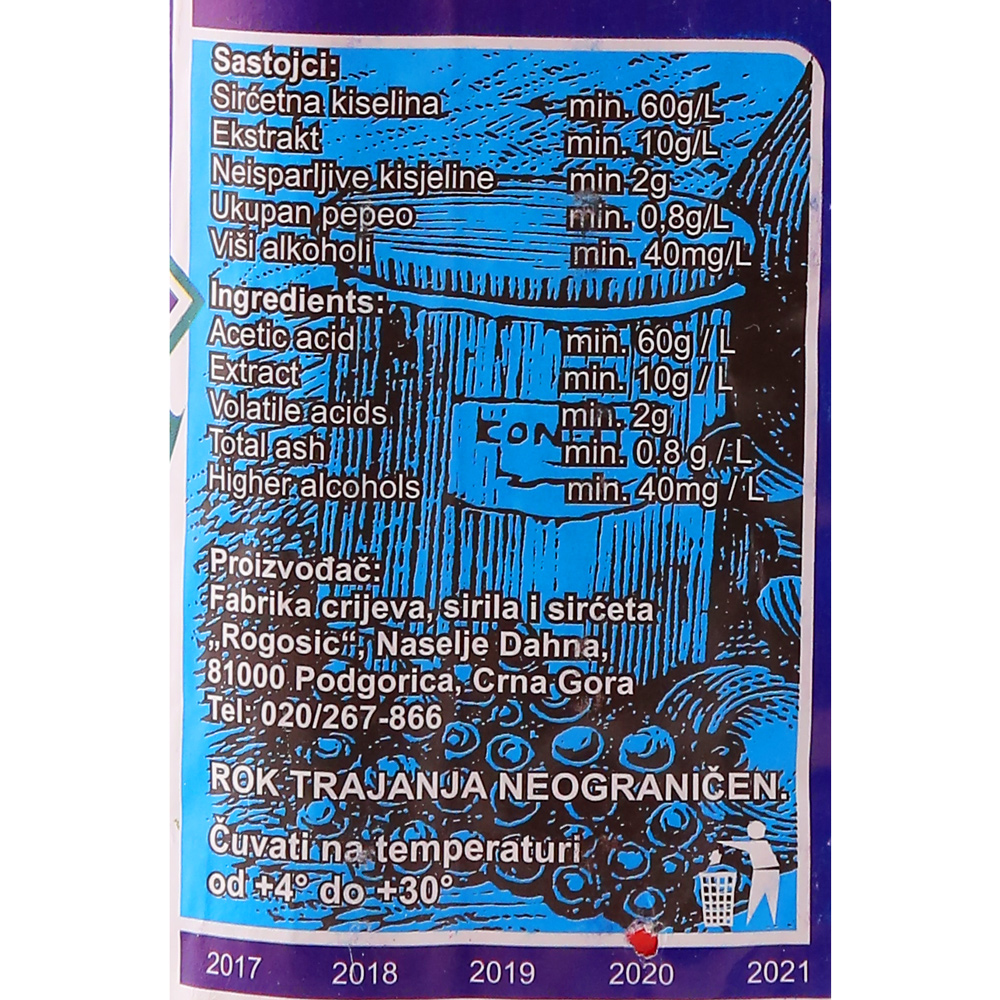 Sastojci:
Sirćetna kiselina min. 60g/L
Ekstrakt min. 10g/L
Neisparljive kisjeline min 2g
Ukupan pepeo min. 0,8g/L
Viši alkoholi min. 40mg/L
Ingredients:
Acetic acid min. 60g / L
Extract min. 10g / L
Volatile acids min. 2g
Total ash min. 0.8 g / L
Higher alcohols min. 40mg / L
Proizvođač:
Fabrika crijeva, sirila i sirćeta
„Rogosic“, Naselje Dahna,
81000 Podgorica, Crna Gora
Tel: 020/267-866
ROK TRAJANJA NEOGRANIČEN.
Čuvati na temperaturi
od +4° do +30°
2017 2018 2019 2020 2021